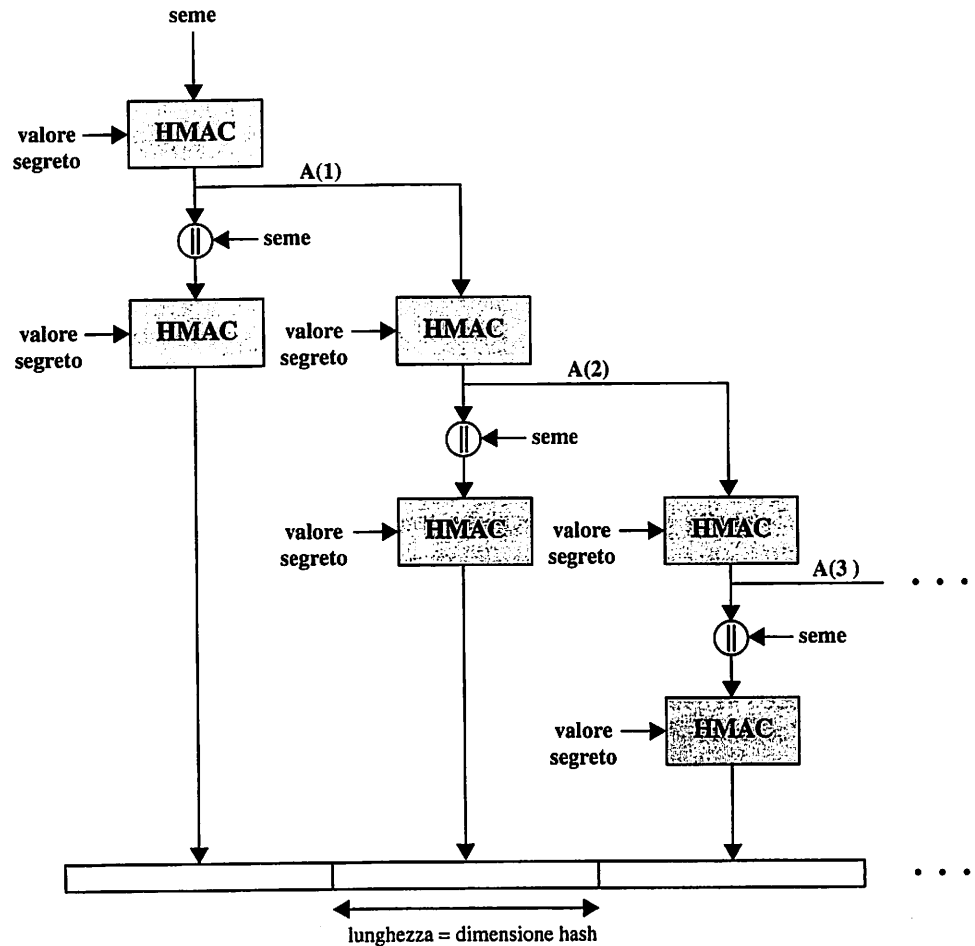 seme
HMAC
valore
segreto
A(1)
||
seme
HMAC
valore
segreto
HMAC
valore
segreto
A(2)
||
seme
HMAC
valore
segreto
HMAC
valore
segreto
A(3 )
• • •
||
seme
HMAC
valore
segreto
• • •
lunghezza = dimensione hash